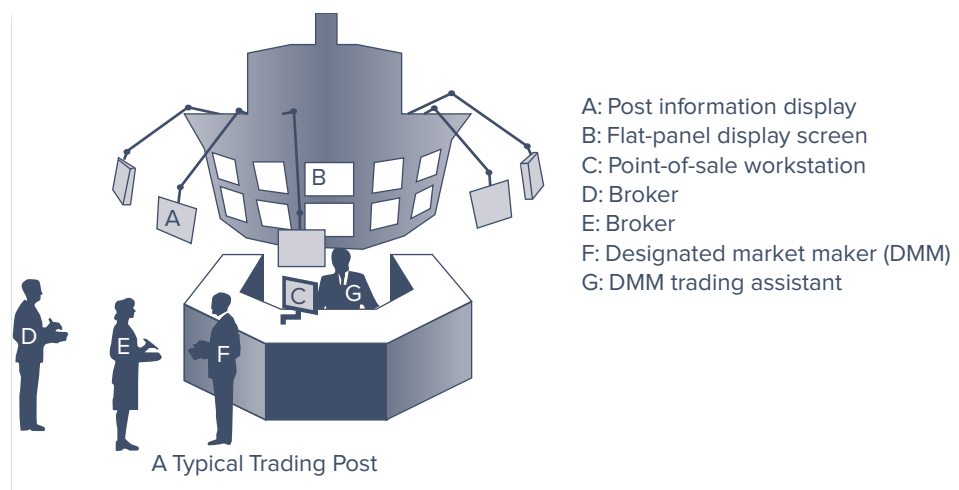 B
A
C
G
D
E
F
A Typical Trading Post
A: Post information display
B: Flat-panel display screen
C: Point-of-sale workstation
D: Broker
E: Broker
F: Designated market maker (DMM)
G: DMM trading assistant